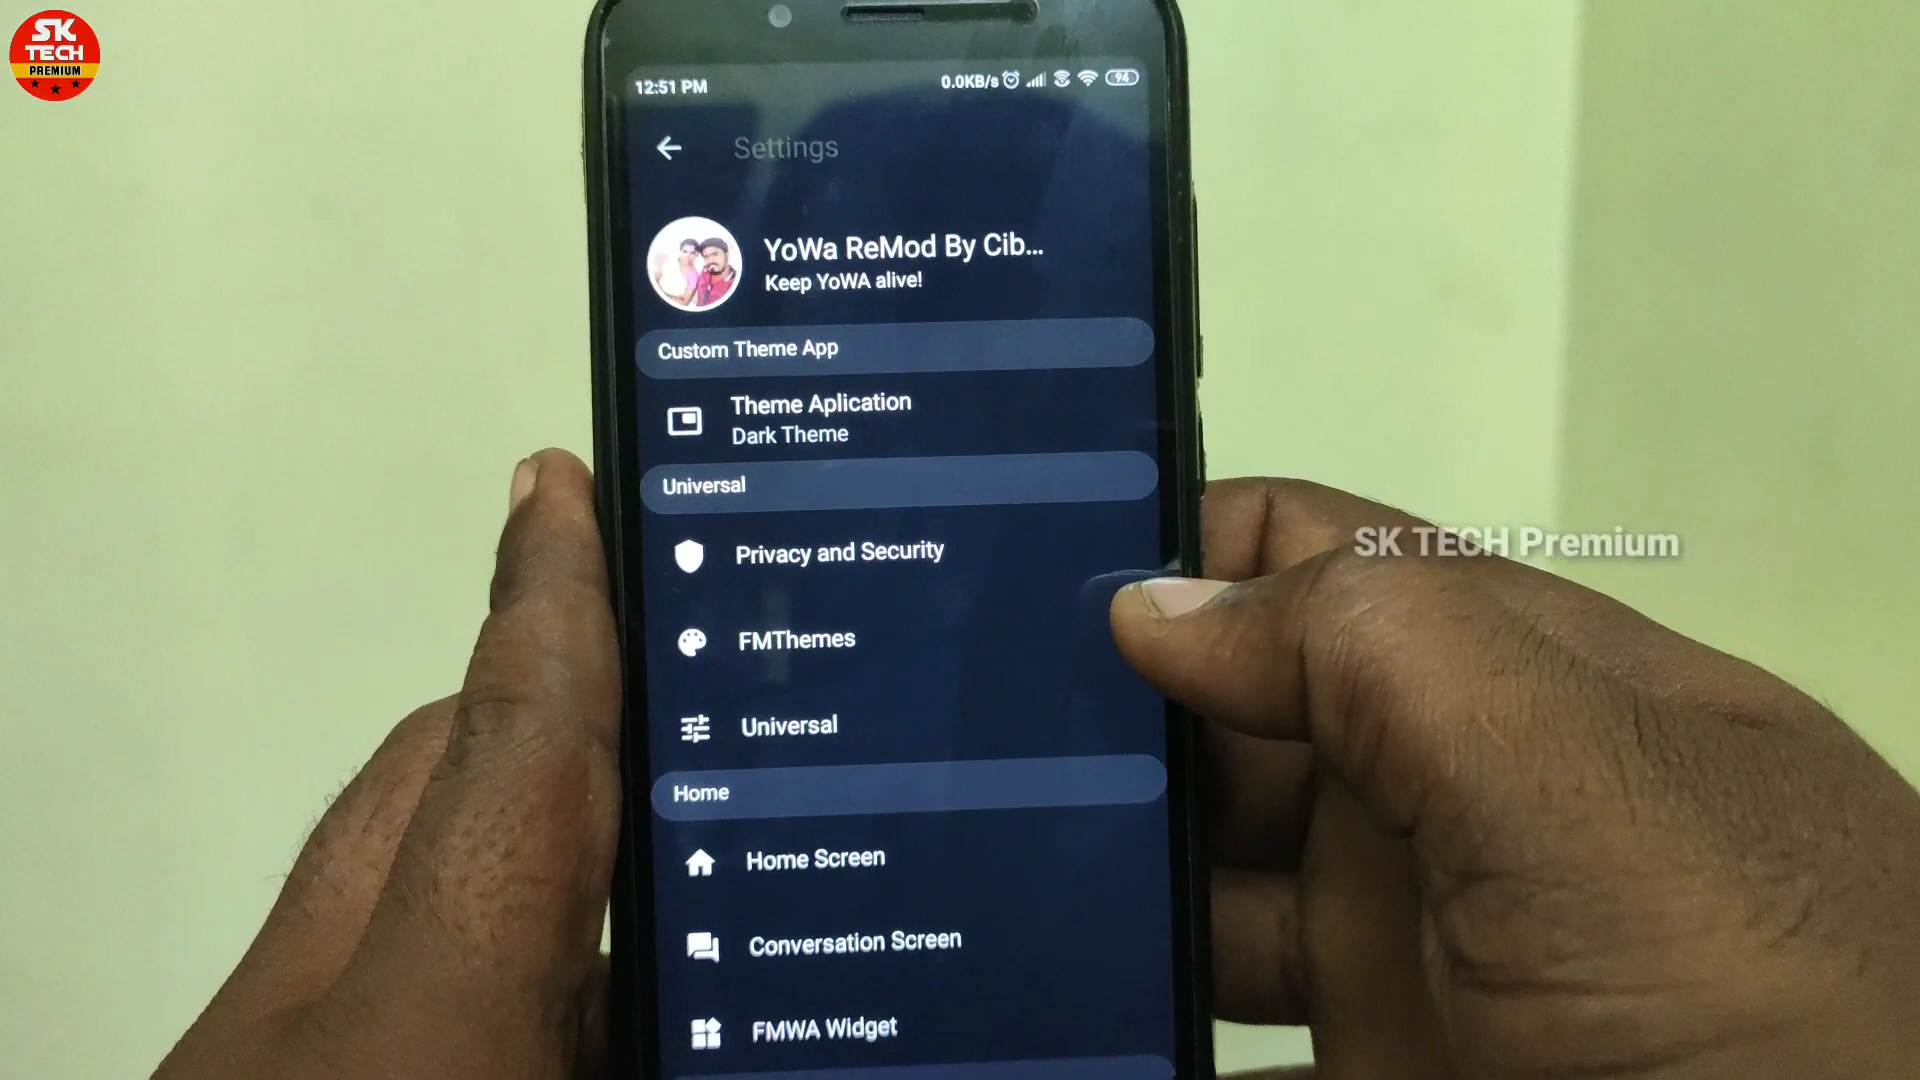 SK
TECH
PREMIUM
12:51 PM
0.0KB/s
94
Settings
YoWa ReMod By Cib...
Keep YoWA alive!
Custom Theme App
Theme Aplication
Dark Theme
Universal
Privacy and Security
SK TECH Premium
FMThemes
Universal
Home
Home Screen
Conversation Screen
FMWA Widget